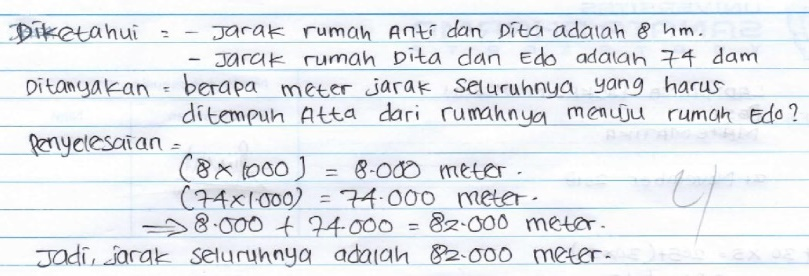 Diketahui = - Jarak rumah Anti dan Dita adalah 8 hm.
- Jarak rumah Dita dan Edo adalah 74 dam
Ditanyakan = berapa meter jarak seluruhnya yang harus
ditempuh Atta dari rumahnya menuju rumah Edo?
Penyelesaian =
(8 x 1000) = 8.000 meter.
(74x1.000) = 74.000 meter.
⇒ 8.000 + 74.000 = 82.000 meter.
Jadi, jarak seluruhnya adalah 82.000 meter.